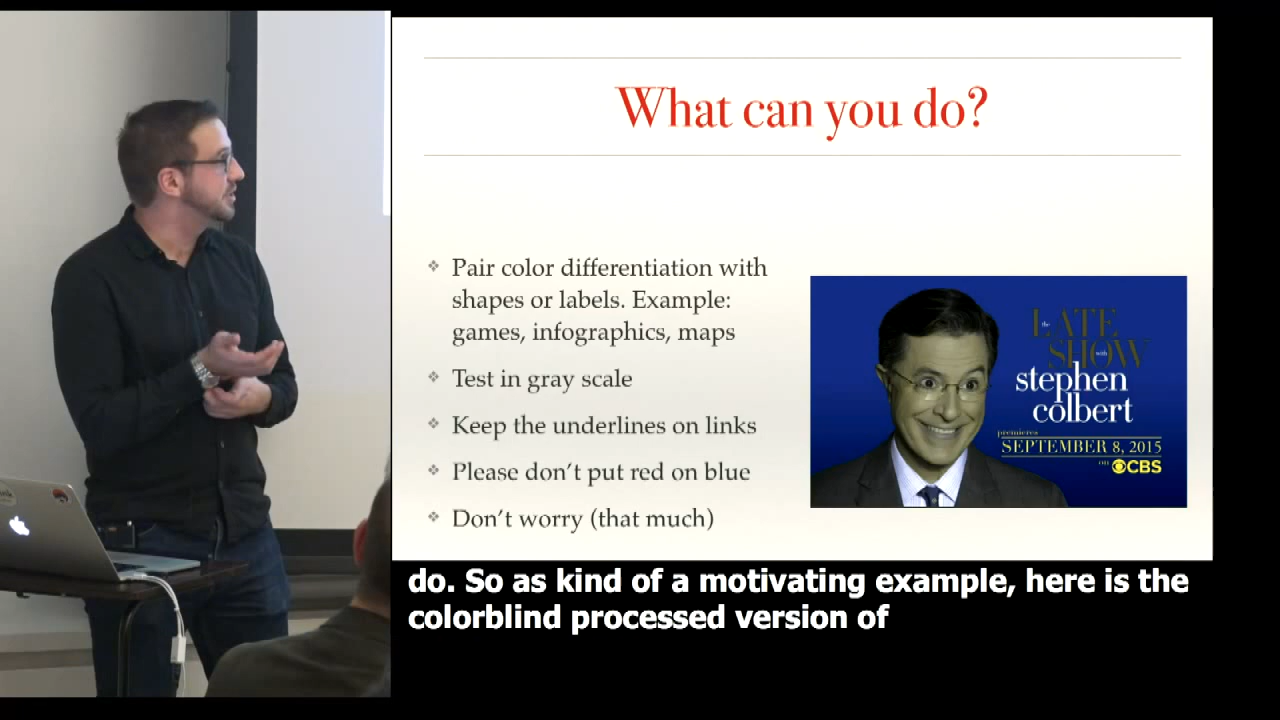 What can you do?
Pair color differentiation with
shapes or labels. Example:
games, infographics, maps
Test in gray scale
Keep the underlines on links
Please don't put red on blue
Don't worry (that much)
the LATE
SHOW with
stephen
colbert
premieres
SEPTEMBER 8, 2015
on CBS
do. So as kind of a motivating example, here is the
colorblind processed version of